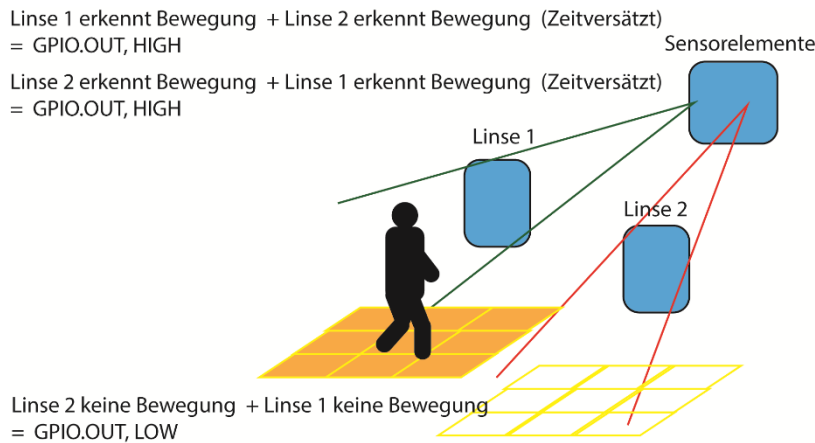 Linse 1 erkennt Bewegung + Linse 2 erkennt Bewegung (Zeitversätzt)
= GPIO.OUT, HIGH
Linse 2 erkennt Bewegung + Linse 1 erkennt Bewegung (Zeitversätzt)
= GPIO.OUT, HIGH
Sensorelemente
Linse 1
Linse 2
Linse 2 keine Bewegung + Linse 1 keine Bewegung
= GPIO.OUT, LOW